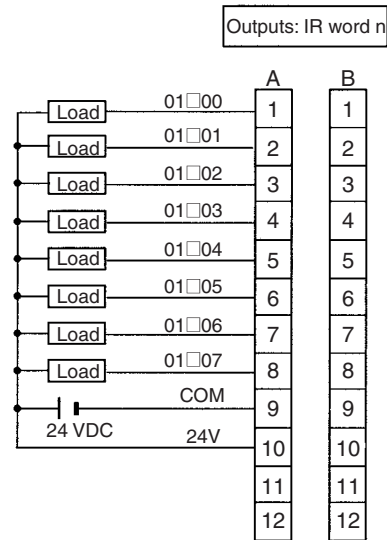 Outputs: IR word n
A B
Load 01□00 1 1
Load 01□01 2 2
Load 01□02 3 3
Load 01□03 4 4
Load 01□04 5 5
Load 01□05 6 6
Load 01□06 7 7
Load 01□07 8 8
COM 9 9
24 VDC 24V 10 10
11 11
12 12